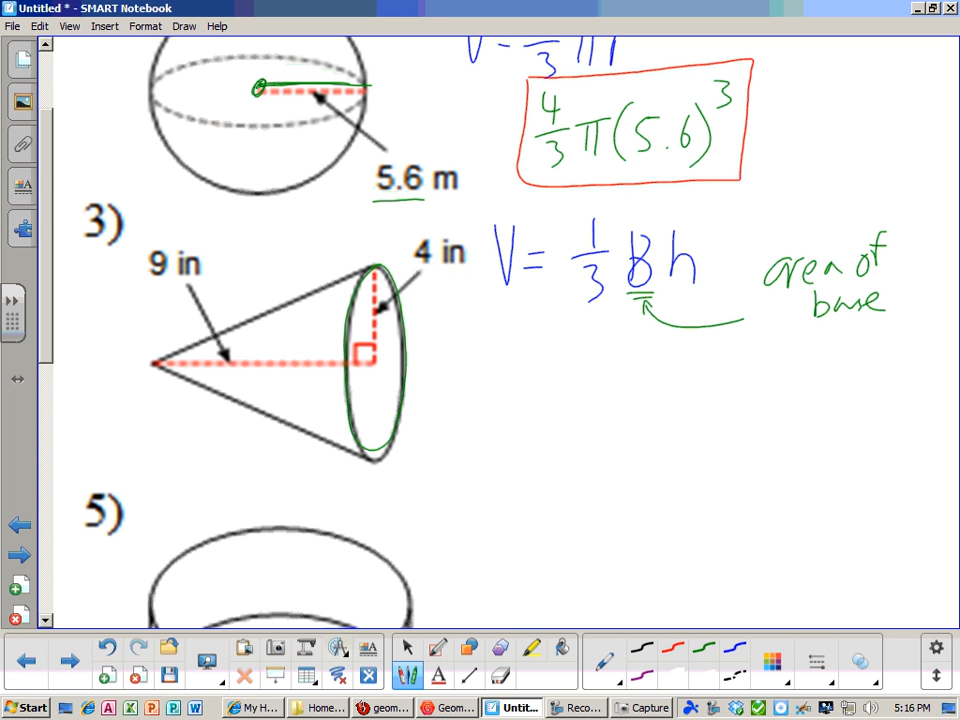 Untitled * - SMART Notebook
File Edit View Insert Format Draw Help
4/3 π(5.6)^3
5.6 m
3)
9 in
4 in
V = 1/3 Bh
area of
base
5)
Start
My H...
Home...
geom...
Geom...
Untit...
Reco...
Capture
5:16 PM